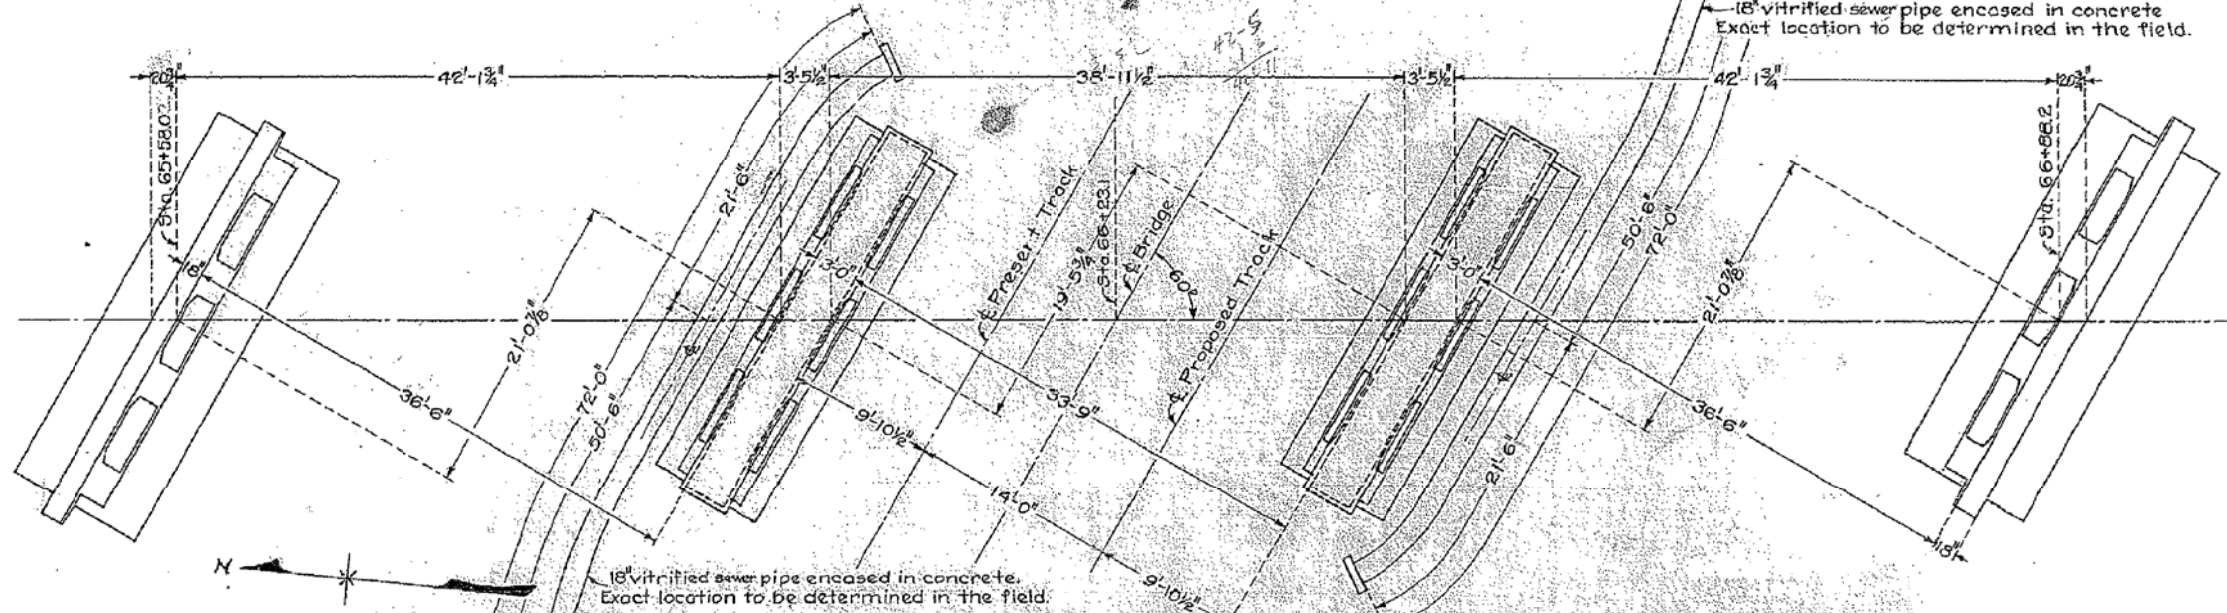 18" vitrified sewer pipe encased in concrete
Exact location to be determined in the field.
20¾"
42'-1¾"
3'-5½"
38'-11½"
3'-5½"
42'-1¾"
20¾"
Sta. 65+58.02
Sta. 66+23.1
Sta. 66+88.2
21'-6"
72'-0"
50'-6"
18"
36'-6"
21'-0⅞"
3'-0"
℄ Present Track
19'-5¾"
℄ Bridge
60°
℄ Proposed Track
33'-9"
9'-10½"
14'-0"
9'-10½"
3'-0"
50'-6"
72'-0"
21'-6"
21'-0⅞"
36'-6"
18"
N
18" vitrified sewer pipe encased in concrete.
Exact location to be determined in the field.